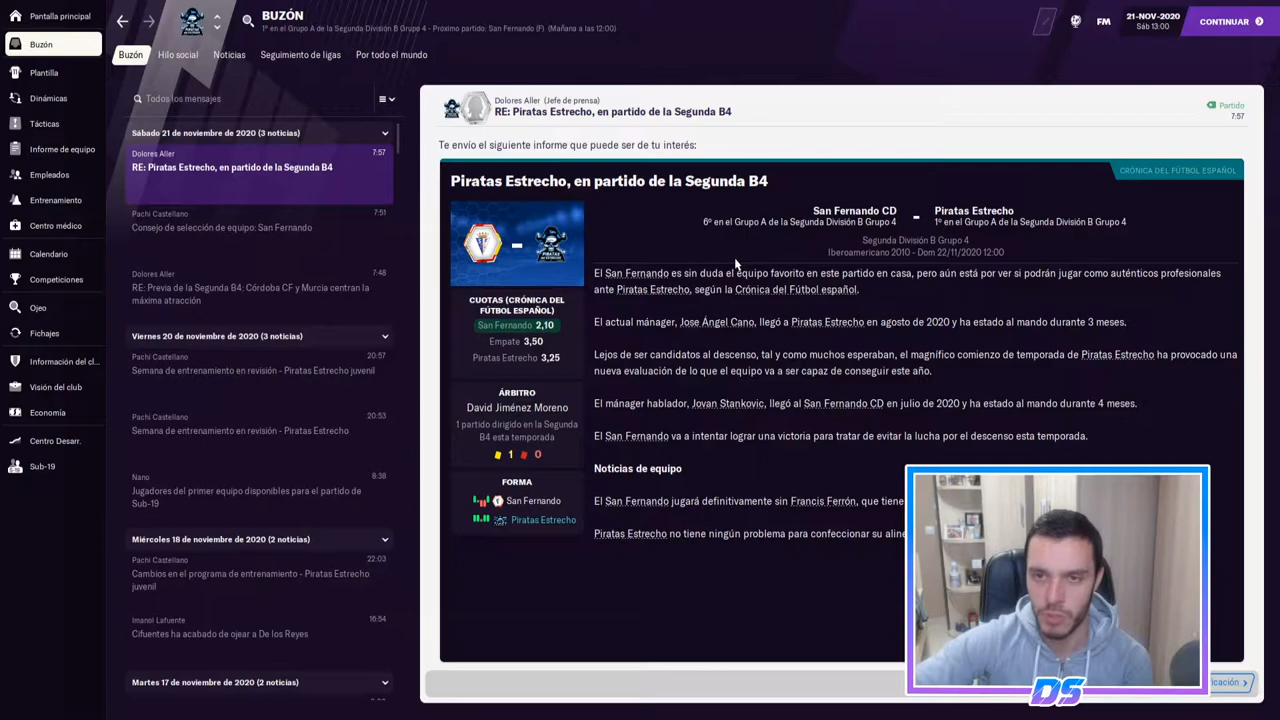 Pantalla principal
Buzón
Plantilla
Dinámicas
Tácticas
Informe de equipo
Empleados
Entrenamiento
Centro médico
Calendario
Competiciones
Ojeo
Fichajes
Información del cl...
Visión del club
Economía
Centro Desarr.
Sub-19
BUZÓN
1º en el Grupo A de la Segunda División B Grupo 4 - Próximo partido: San Fernando (F) (Mañana a las 12:00)
FM
21-NOV-2020
Sáb 13:00
CONTINUAR
Buzón
Hilo social
Noticias
Seguimiento de ligas
Por todo el mundo
Todos los mensajes
Sábado 21 de noviembre de 2020 (3 noticias)
Dolores Aller 7:57
RE: Piratas Estrecho, en partido de la Segunda B4
Pachi Castellano 7:51
Consejo de selección de equipo: San Fernando
Dolores Aller 7:48
RE: Previa de la Segunda B4: Córdoba CF y Murcia centran la
máxima atracción
Viernes 20 de noviembre de 2020 (3 noticias)
Pachi Castellano 20:57
Semana de entrenamiento en revisión - Piratas Estrecho juvenil
Pachi Castellano 20:53
Semana de entrenamiento en revisión - Piratas Estrecho
Nano 8:38
Jugadores del primer equipo disponibles para el partido de
Sub-19
Miércoles 18 de noviembre de 2020 (2 noticias)
Pachi Castellano 22:03
Cambios en el programa de entrenamiento - Piratas Estrecho
juvenil
Imanol Lafuente 16:54
Cifuentes ha acabado de ojear a De los Reyes
Martes 17 de noviembre de 2020 (2 noticias)
Dolores Aller (Jefe de prensa)
RE: Piratas Estrecho, en partido de la Segunda B4
Partido
7:57
Te envío el siguiente informe que puede ser de tu interés:
CRÓNICA DEL FÚTBOL ESPAÑOL
Piratas Estrecho, en partido de la Segunda B4
San Fernando CD - Piratas Estrecho
6º en el Grupo A de la Segunda División B Grupo 4
1º en el Grupo A de la Segunda División B Grupo 4
Segunda División B Grupo 4
Iberoamericano 2010 - Dom 22/11/2020 12:00
CUOTAS (CRÓNICA DEL
FÚTBOL ESPAÑOL)
San Fernando 2,10
Empate 3,50
Piratas Estrecho 3,25
ÁRBITRO
David Jiménez Moreno
1 partido dirigido en la Segunda
B4 esta temporada
1 0
FORMA
San Fernando
Piratas Estrecho
El San Fernando es sin duda el equipo favorito en este partido en casa, pero aún está por ver si podrán jugar como auténticos profesionales
ante Piratas Estrecho, según la Crónica del Fútbol español.
El actual mánager, Jose Ángel Cano, llegó a Piratas Estrecho en agosto de 2020 y ha estado al mando durante 3 meses.
Lejos de ser candidatos al descenso, tal y como muchos esperaban, el magnífico comienzo de temporada de Piratas Estrecho ha provocado una
nueva evaluación de lo que el equipo va a ser capaz de conseguir este año.
El mánager hablador, Jovan Stankovic, llegó al San Fernando CD en julio de 2020 y ha estado al mando durante 4 meses.
El San Fernando va a intentar lograr una victoria para tratar de evitar la lucha por el descenso esta temporada.
Noticias de equipo
El San Fernando jugará definitivamente sin Francis Ferrón, que tiene
Piratas Estrecho no tiene ningún problema para confeccionar su aline
icación
DS